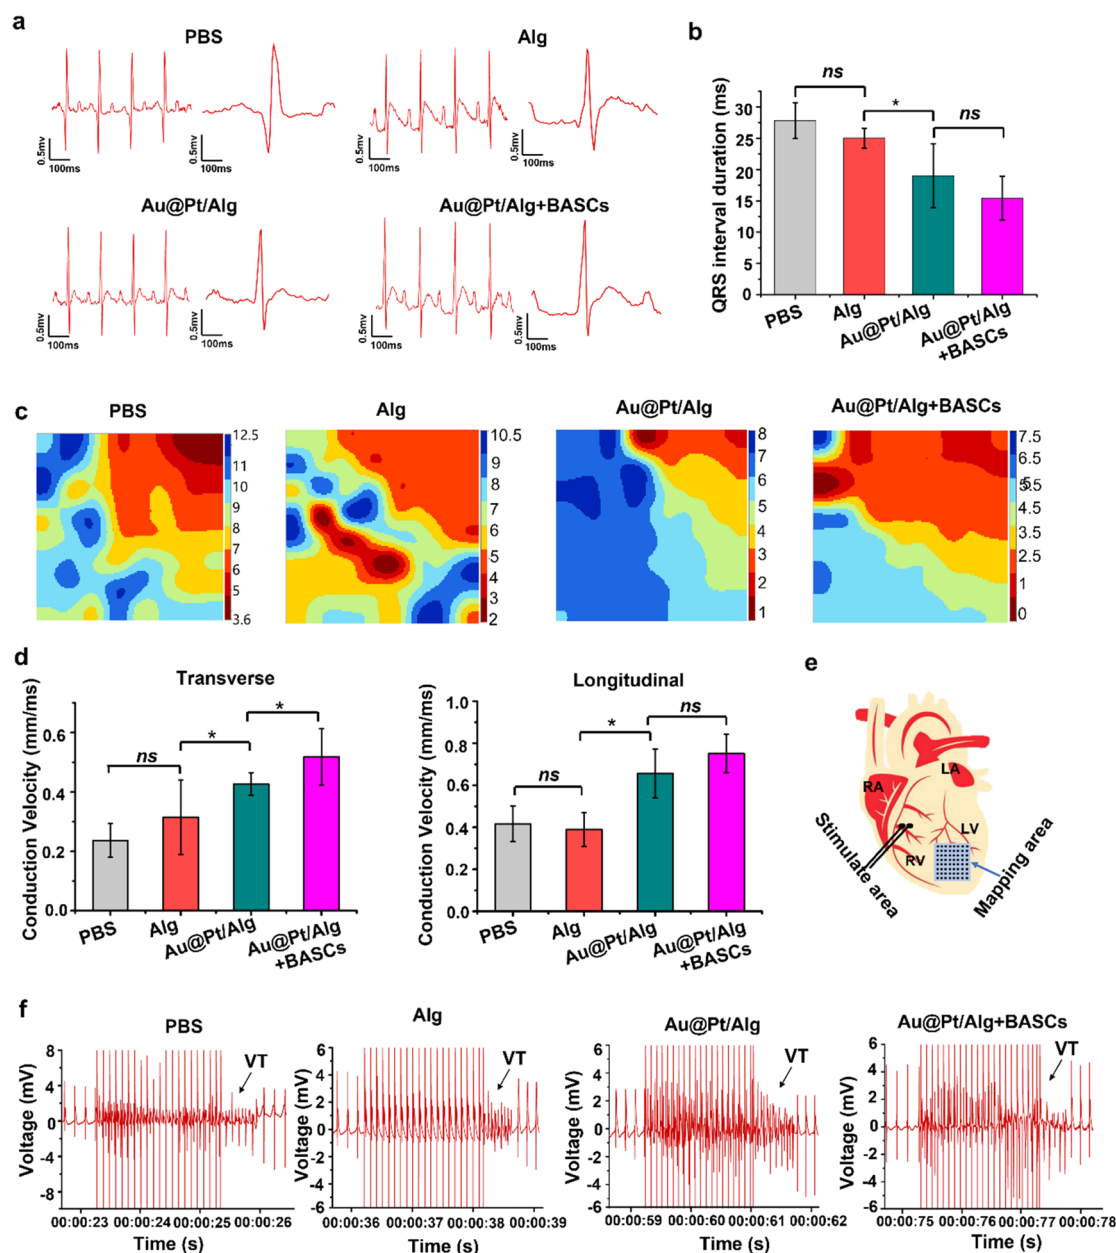 a
PBS
Alg
0.5mv
100ms
0.5mv
100ms
0.5mv
100ms
0.5mv
100ms
Au@Pt/Alg
Au@Pt/Alg+BASCs
0.5mv
100ms
0.5mv
100ms
0.5mv
100ms
0.5mv
100ms
b
QRS interval duration (ms)
30
25
20
15
10
5
0
ns
*
ns
PBS
Alg
Au@Pt/Alg
Au@Pt/Alg
+BASCs
c
PBS
12.5
11
10
9
8
7
6
5
3.6
Alg
10.5
9
8
7
6
5
4
3
2
Au@Pt/Alg
8
7
6
5
4
3
2
1
Au@Pt/Alg+BASCs
7.5
6.5
5.5
4.5
3.5
2.5
1
0
d
Transverse
Conduction Velocity (mm/ms)
0.6
0.4
0.2
0.0
ns
*
*
PBS
Alg
Au@Pt/Alg
Au@Pt/Alg
+BASCs
Longitudinal
Conduction Velocity (mm/ms)
1.0
0.8
0.6
0.4
0.2
0.0
ns
*
ns
PBS
Alg
Au@Pt/Alg
Au@Pt/Alg
+BASCs
e
LA
RA
LV
RV
Stimulate area
Mapping area
f
PBS
VT
Voltage (mV)
8
4
0
-4
-8
00:00:23 00:00:24 00:00:25 00:00:26
Time (s)
Alg
VT
Voltage (mV)
6
4
2
0
-2
-4
-6
00:00:36 00:00:37 00:00:38 00:00:39
Time (s)
Au@Pt/Alg
VT
Voltage (mV)
6
4
2
0
-2
-4
-6
00:00:59 00:00:60 00:00:61 00:00:62
Time (s)
Au@Pt/Alg+BASCs
VT
Voltage (mV)
6
4
2
0
-2
-4
-6
00:00:75 00:00:76 00:00:77 00:00:78
Time (s)